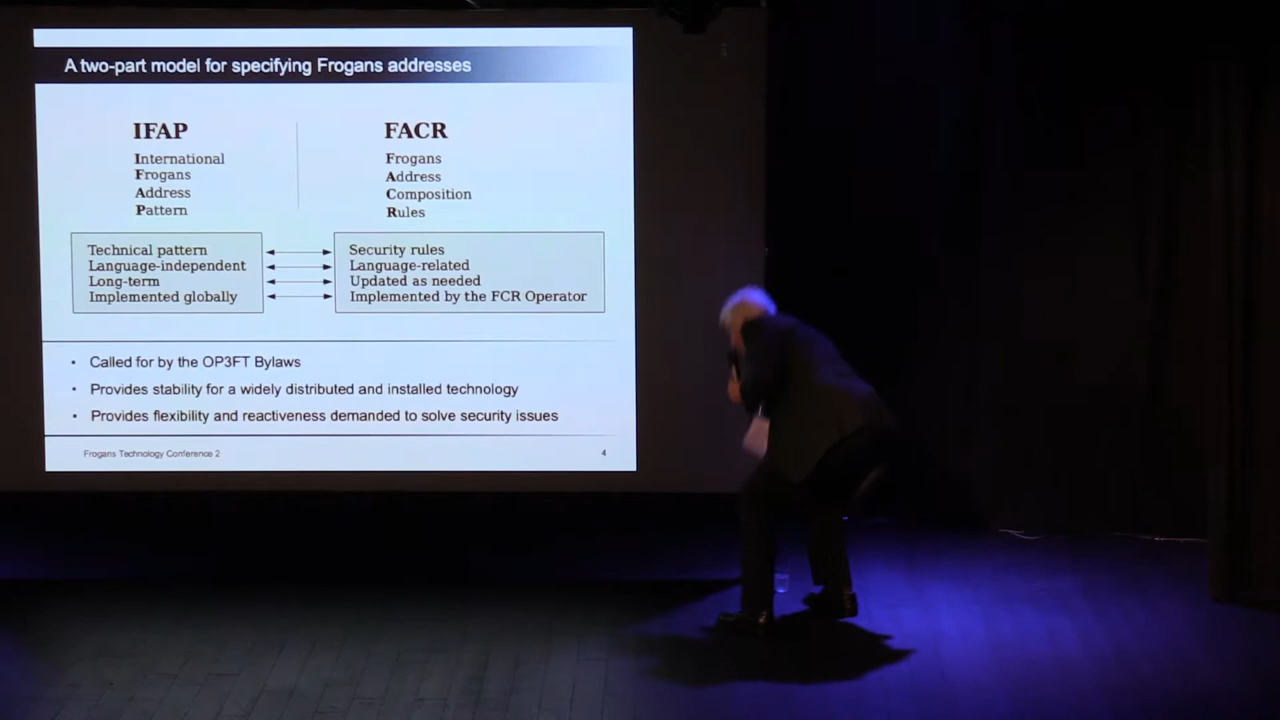 A two-part model for specifying Frogans addresses
IFAP
International
Frogans
Address
Pattern
FACR
Frogans
Address
Composition
Rules
Technical pattern
Language-independent
Long-term
Implemented globally
Security rules
Language-related
Updated as needed
Implemented by the FCR Operator
• Called for by the OP3FT Bylaws
• Provides stability for a widely distributed and installed technology
• Provides flexibility and reactiveness demanded to solve security issues
Frogans Technology Conference 2
4